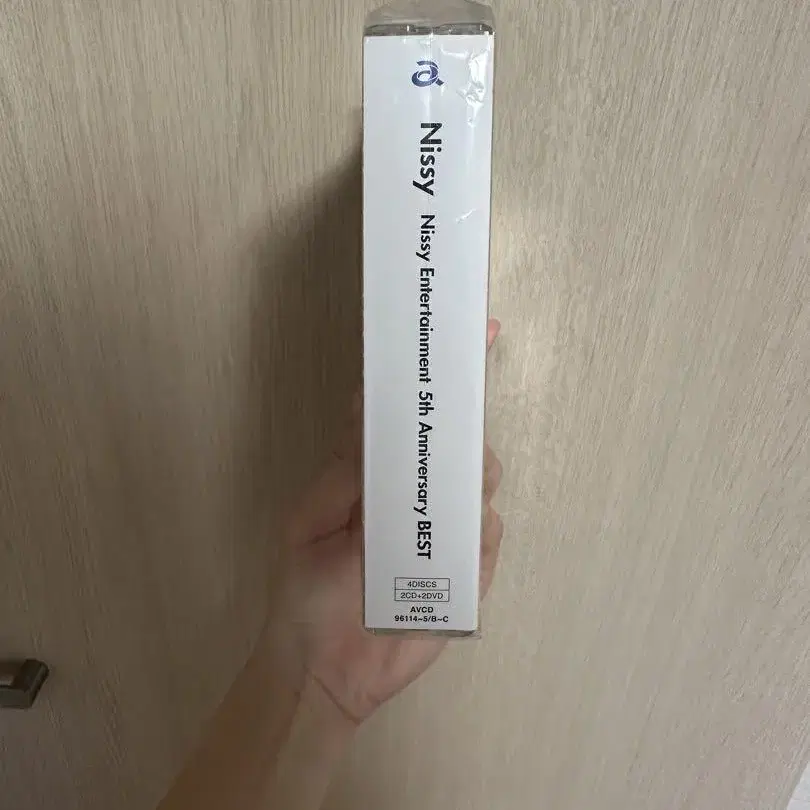 Nissy Nissy Entertainment 5th Anniversary BEST
4DISCS
2CD+2DVD
AVCD
96114~5/B~C